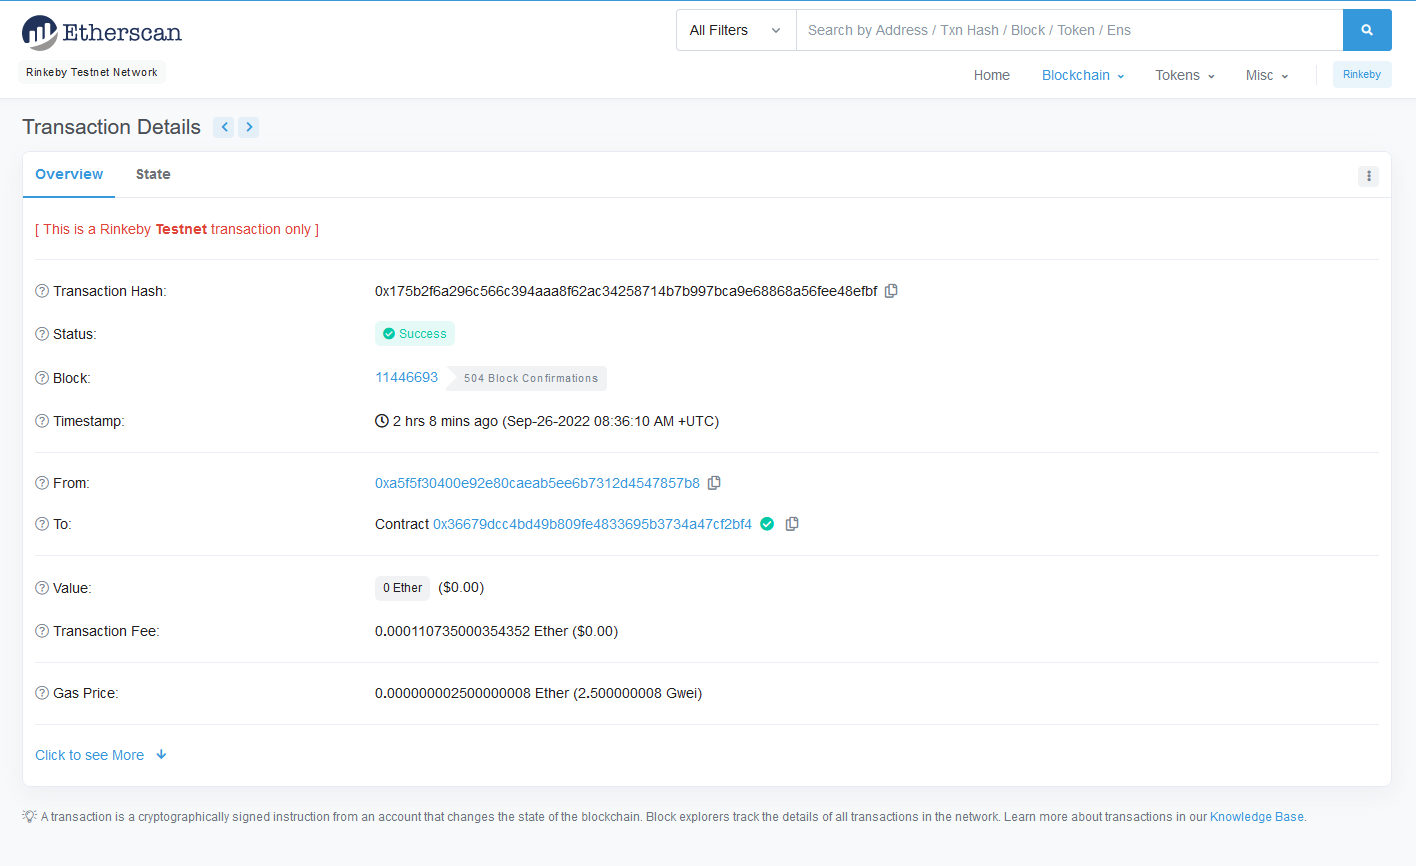 Etherscan
All Filters
Search by Address / Txn Hash / Block / Token / Ens
Rinkeby Testnet Network
Home Blockchain Tokens Misc Rinkeby
Transaction Details
Overview State
[ This is a Rinkeby Testnet transaction only ]
Transaction Hash: 0x175b2f6a296c566c394aaa8f62ac34258714b7b997bca9e68868a56fee48efbf
Status: Success
Block: 11446693 504 Block Confirmations
Timestamp: 2 hrs 8 mins ago (Sep-26-2022 08:36:10 AM +UTC)
From: 0xa5f5f30400e92e80caeab5ee6b7312d4547857b8
To: Contract 0x36679dcc4bd49b809fe4833695b3734a47cf2bf4
Value: 0 Ether ($0.00)
Transaction Fee: 0.000110735000354352 Ether ($0.00)
Gas Price: 0.000000002500000008 Ether (2.500000008 Gwei)
Click to see More
A transaction is a cryptographically signed instruction from an account that changes the state of the blockchain. Block explorers track the details of all transactions in the network. Learn more about transactions in our Knowledge Base.